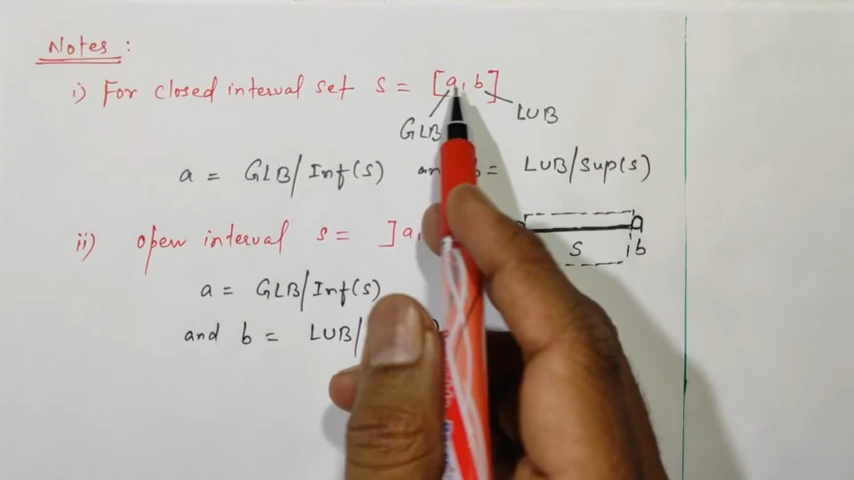 Notes :
i) For closed interval set S = [a, b]
GLB LUB
a = GLB/Inf(S) = LUB/Sup(S)
ii) open interval S = ]a,
S b
a = GLB/Inf(S)
and b = LUB/